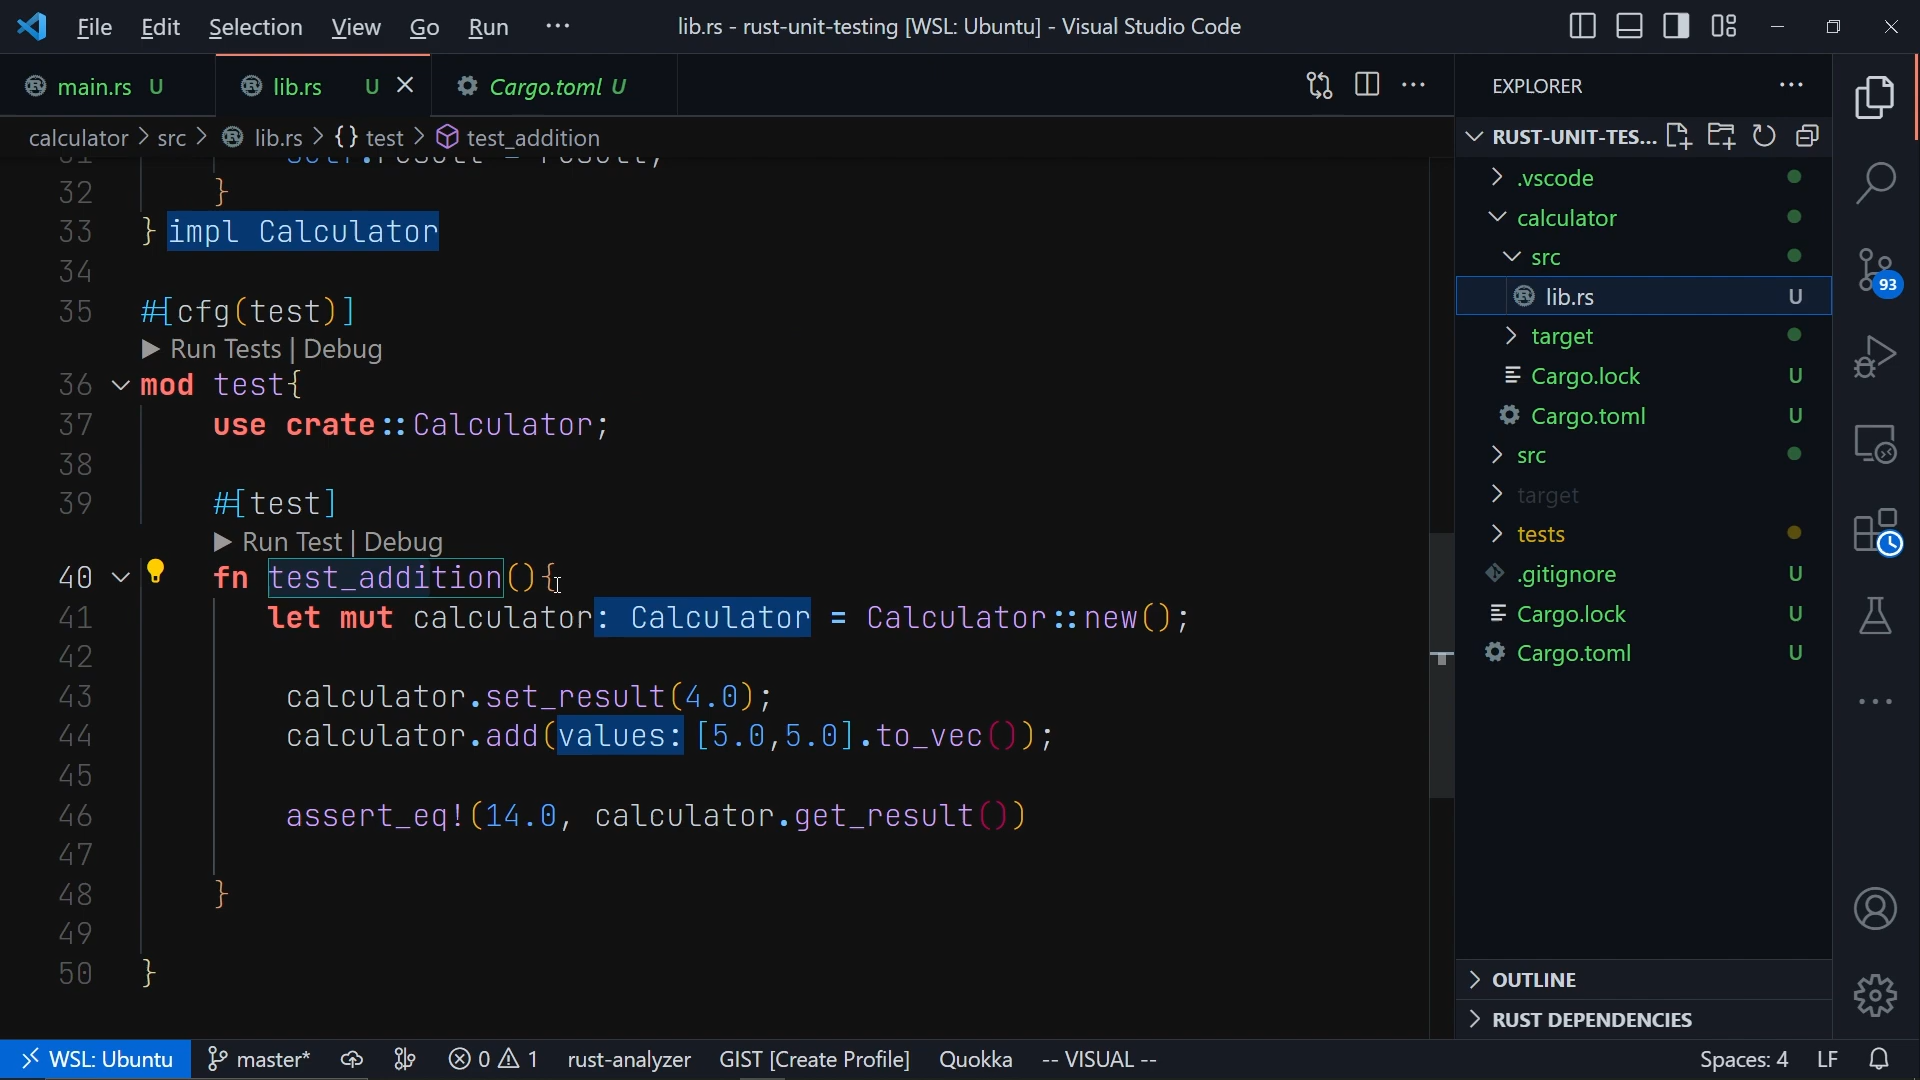 File Edit Selection View Go Run ··· lib.rs - rust-unit-testing [WSL: Ubuntu] - Visual Studio Code
main.rs U lib.rs U Cargo.toml U
calculator > src > lib.rs > {} test > test_addition
31 self.result = result;
32 }
33 } impl Calculator
34
35 #[cfg(test)]
▶ Run Tests | Debug
36 mod test{
37 use crate::Calculator;
38
39 #[test]
▶ Run Test | Debug
40 fn test_addition(){
41 let mut calculator: Calculator = Calculator::new();
42
43 calculator.set_result(4.0);
44 calculator.add(values: [5.0,5.0].to_vec());
45
46 assert_eq!(14.0, calculator.get_result())
47
48 }
49
50 }
EXPLORER
RUST-UNIT-TES...
.vscode
calculator
src
lib.rs U
target
Cargo.lock U
Cargo.toml U
src
target
tests
.gitignore U
Cargo.lock U
Cargo.toml U
OUTLINE
RUST DEPENDENCIES
93
WSL: Ubuntu master* 0 1 rust-analyzer GIST [Create Profile] Quokka -- VISUAL -- Spaces: 4 LF